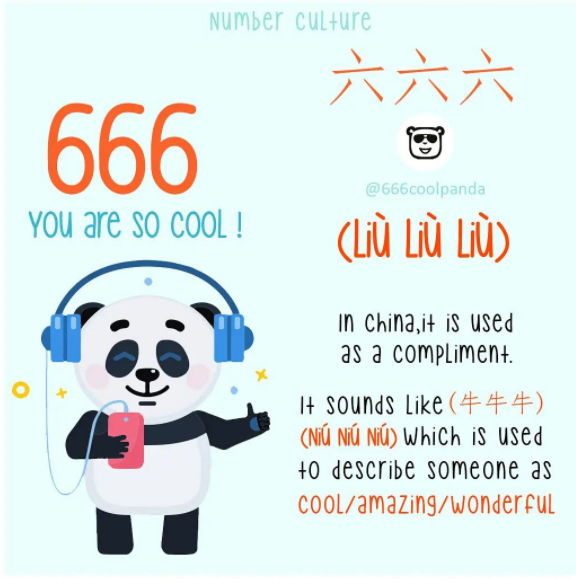 Number culture
666
You are so cool !
六六六
@666coolpanda
(Liù Liù Liù)
In China,it is used
as a compliment.
It sounds like (牛牛牛)
(Niú Niú Niú) which is used
to describe someone as
cool/amazing/wonderful